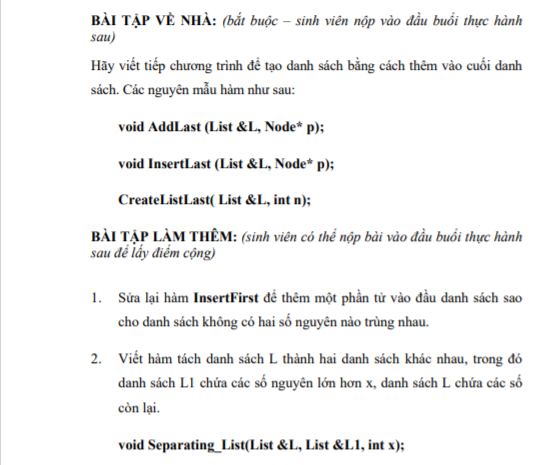 BÀI TẬP VỀ NHÀ: (bắt buộc – sinh viên nộp vào đầu buổi thực hành
sau)
Hãy viết tiếp chương trình để tạo danh sách bằng cách thêm vào cuối danh
sách. Các nguyên mẫu hàm như sau:
void AddLast (List &L, Node* p);
void InsertLast (List &L, Node* p);
CreateListLast( List &L, int n);
BÀI TẬP LÀM THÊM: (sinh viên có thể nộp bài vào đầu buổi thực hành
sau để lấy điểm cộng)
1. Sửa lại hàm InsertFirst để thêm một phần tử vào đầu danh sách sao
cho danh sách không có hai số nguyên nào trùng nhau.
2. Viết hàm tách danh sách L thành hai danh sách khác nhau, trong đó
danh sách L1 chứa các số nguyên lớn hơn x, danh sách L chứa các số
còn lại.
void Separating_List(List &L, List &L1, int x);